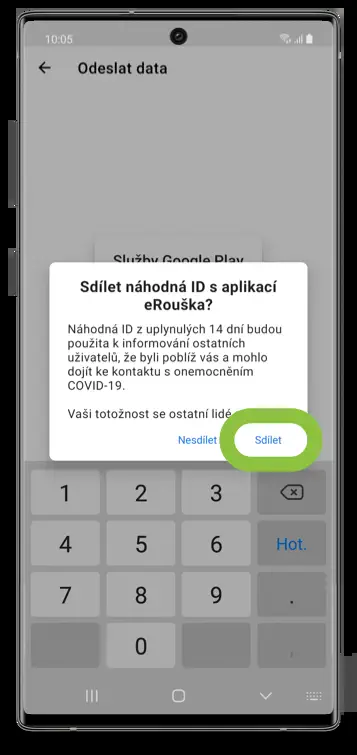 10:05
Odeslat data
Služby Google Play
Sdílet náhodná ID s aplikací
eRouška?
Náhodná ID z uplynulých 14 dní budou
použita k informování ostatních
uživatelů, že byli poblíž vás a mohlo
dojít ke kontaktu s onemocněním
COVID-19.
Vaši totožnost se ostatní lidé
Nesdílet
Sdílet
1 2 3
4 5 6 Hot.
7 8 9 .
0 ,